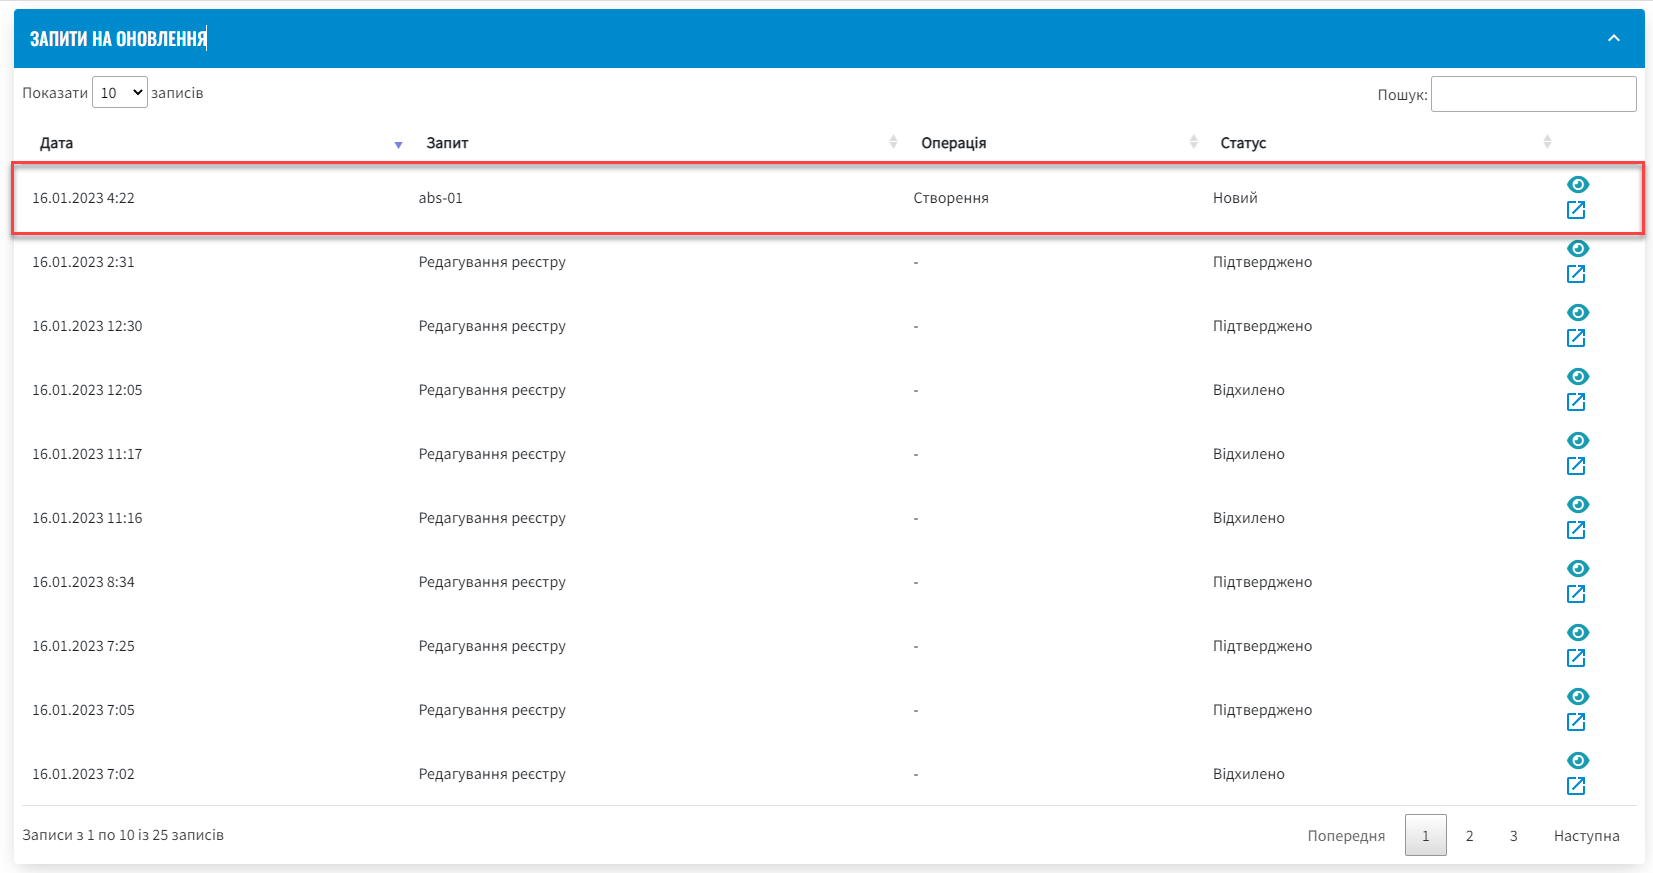 ЗАПИТИ НА ОНОВЛЕННЯ
Показати 10 записів
Пошук:
Дата Запит Операція Статус
16.01.2023 4:22 abs-01 Створення Новий
16.01.2023 2:31 Редагування реєстру - Підтверджено
16.01.2023 12:30 Редагування реєстру - Підтверджено
16.01.2023 12:05 Редагування реєстру - Відхилено
16.01.2023 11:17 Редагування реєстру - Відхилено
16.01.2023 11:16 Редагування реєстру - Відхилено
16.01.2023 8:34 Редагування реєстру - Підтверджено
16.01.2023 7:25 Редагування реєстру - Підтверджено
16.01.2023 7:05 Редагування реєстру - Підтверджено
16.01.2023 7:02 Редагування реєстру - Відхилено
Записи з 1 по 10 із 25 записів
Попередня 1 2 3 Наступна